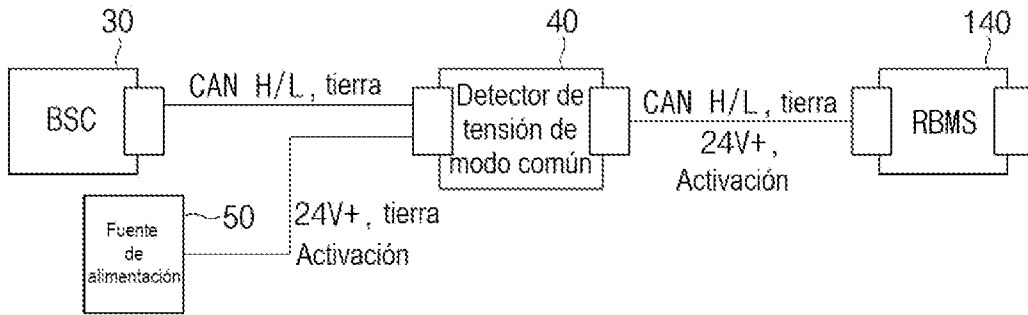 30
40
140
BSC
CAN H/L, tierra
Detector de
tensión de
modo común
CAN H/L, tierra
24V+,
Activación
RBMS
50
Fuente
de
alimentación
24V+, tierra
Activación